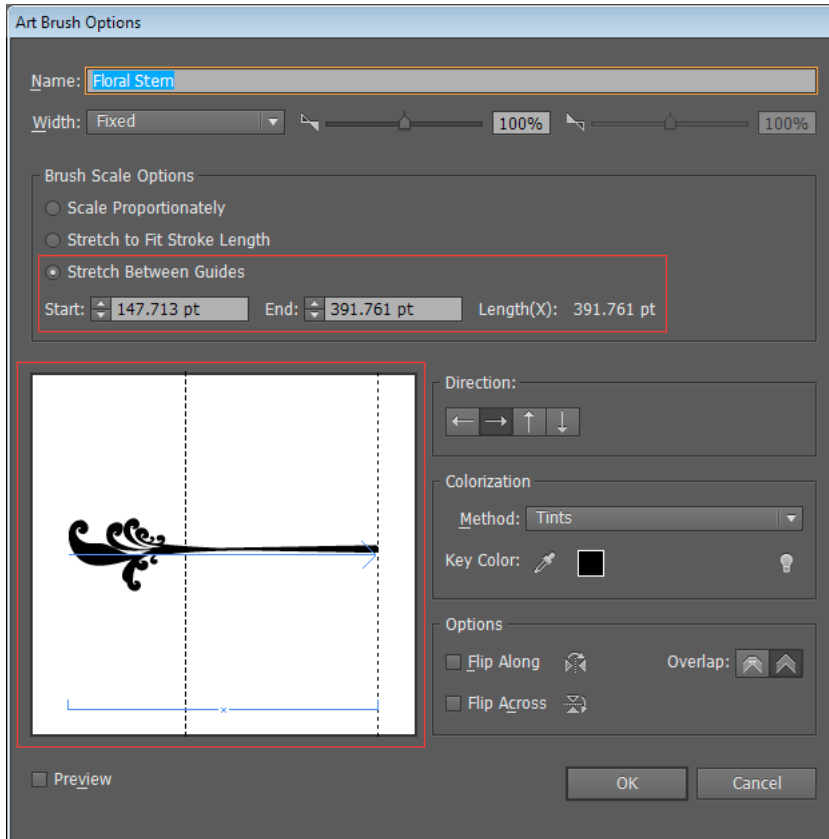 Art Brush Options
Name: Floral Stem
Width: Fixed 100% 100%
Brush Scale Options
Scale Proportionately
Stretch to Fit Stroke Length
Stretch Between Guides
Start: 147.713 pt End: 391.761 pt Length(X): 391.761 pt
Direction:
Colorization
Method: Tints
Key Color:
Options
Flip Along Overlap:
Flip Across
x
Preview OK Cancel